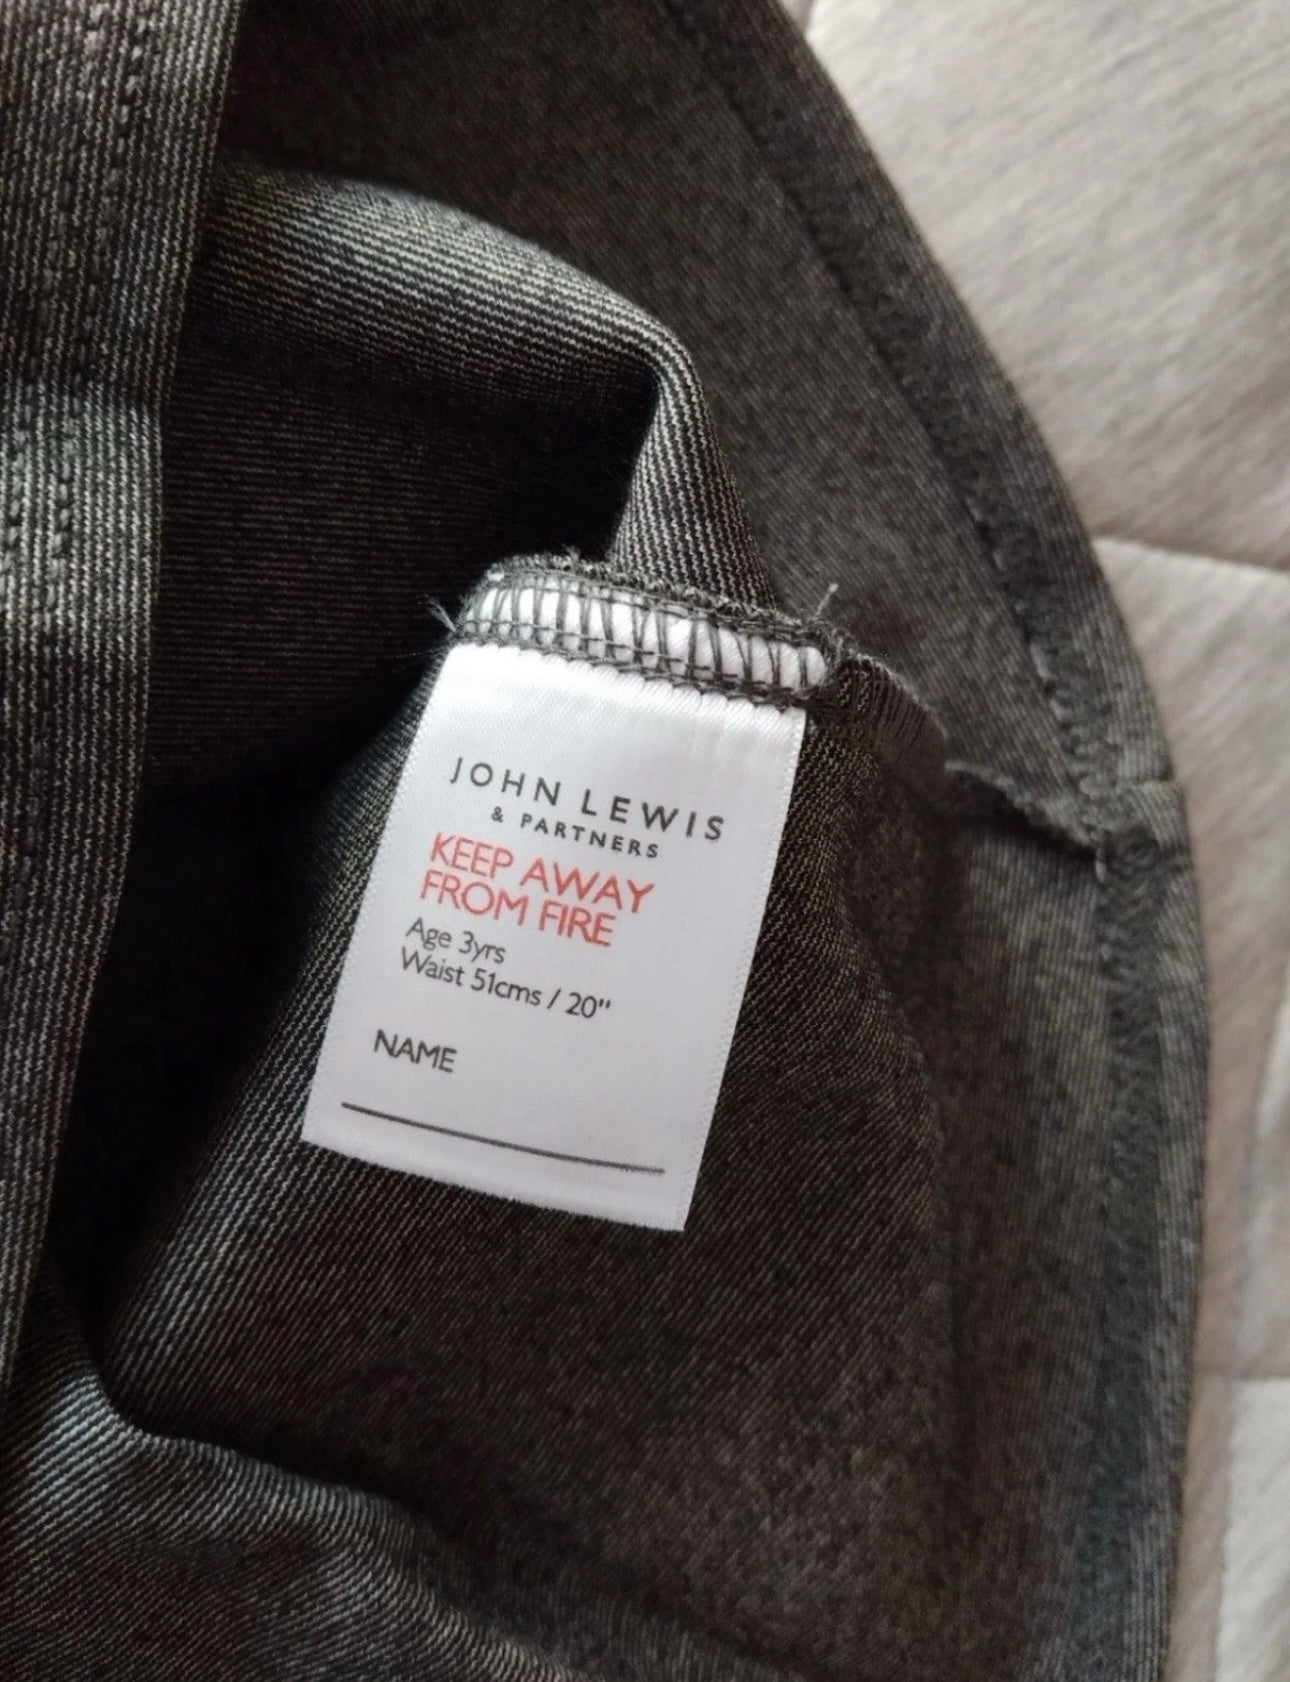 JOHN LEWIS
& PARTNERS
KEEP AWAY
FROM FIRE
Age 3yrs
Waist 51cms / 20"
NAME